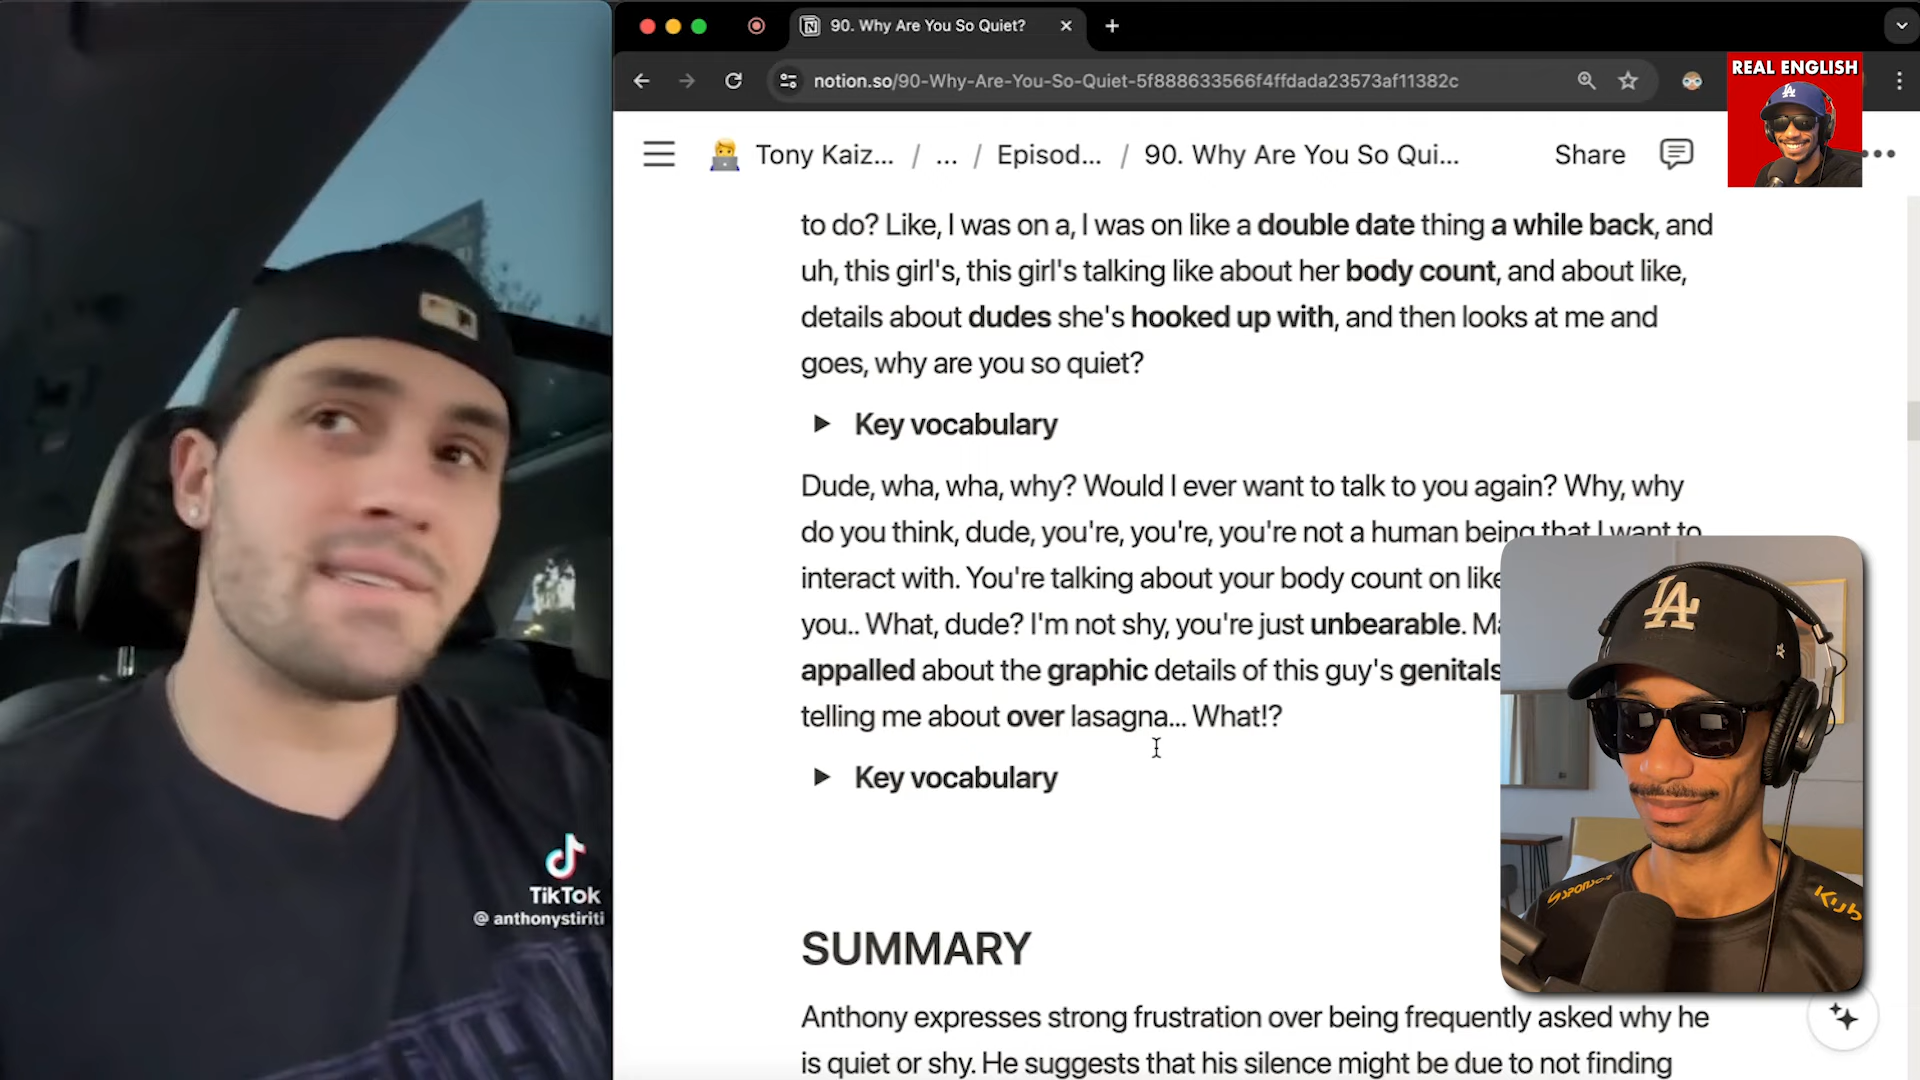 90. Why Are You So Quiet?
notion.so/90-Why-Are-You-So-Quiet-5f888633566f4ffdada23573af11382c
REAL ENGLISH
Tony Kaiz... / ... / Episod... / 90. Why Are You So Qui... Share
to do? Like, I was on a, I was on like a double date thing a while back, and
uh, this girl's, this girl's talking like about her body count, and about like,
details about dudes she's hooked up with, and then looks at me and
goes, why are you so quiet?
Key vocabulary
Dude, wha, wha, why? Would I ever want to talk to you again? Why, why
do you think, dude, you're, you're, you're not a human being that I want to
interact with. You're talking about your body count on like
you.. What, dude? I'm not shy, you're just unbearable.
appalled about the graphic details of this guy's genitals
telling me about over lasagna... What!?
Key vocabulary
SUMMARY
Anthony expresses strong frustration over being frequently asked why he
is quiet or shy. He suggests that his silence might be due to not finding
TikTok
@ anthonystiriti
LA
SPONSOR